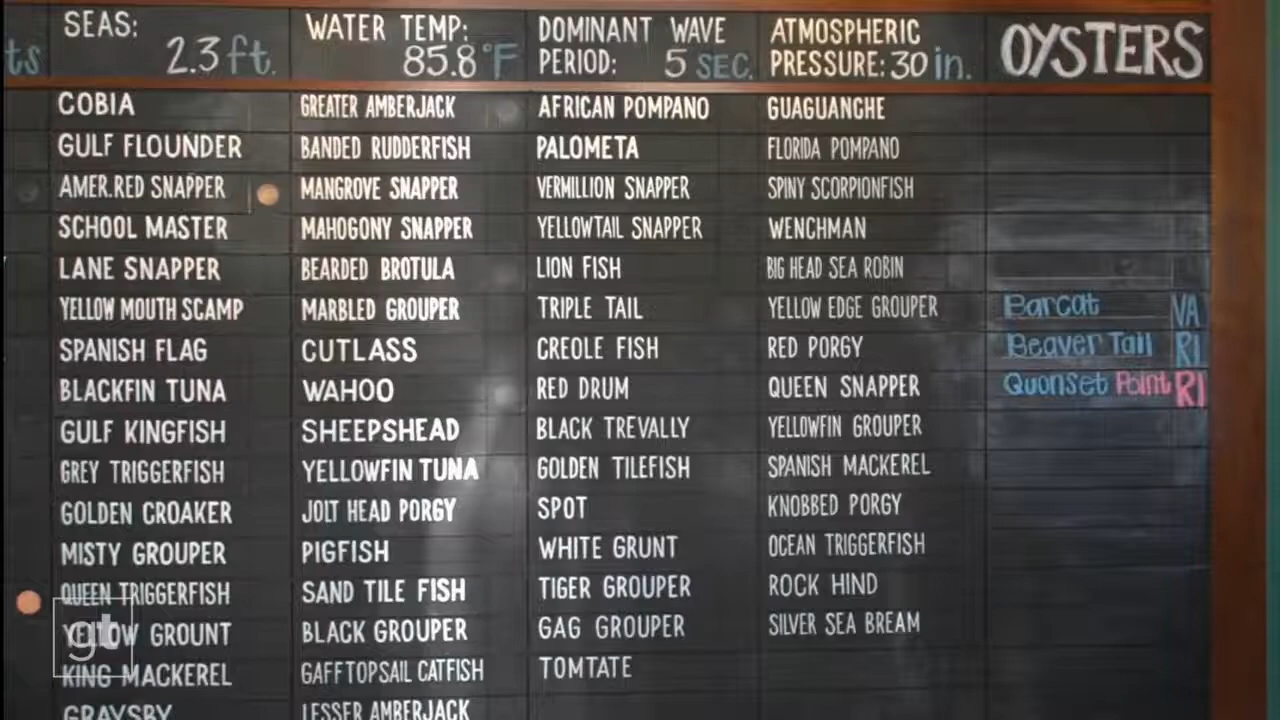 ts
SEAS:
2.3 ft.
WATER TEMP:
85.8°F
DOMINANT WAVE
PERIOD: 5 SEC.
ATMOSPHERIC
PRESSURE: 30 in.
OYSTERS
COBIA
GULF FLOUNDER
AMER.RED SNAPPER
SCHOOL MASTER
LANE SNAPPER
YELLOW MOUTH SCAMP
SPANISH FLAG
BLACKFIN TUNA
GULF KINGFISH
GREY TRIGGERFISH
GOLDEN CROAKER
MISTY GROUPER
QUEEN TRIGGERFISH
YELLOW GROUNT
KING MACKEREL
GRAYSBY
GREATER AMBERJACK
BANDED RUDDERFISH
MANGROVE SNAPPER
MAHOGONY SNAPPER
BEARDED BROTULA
MARBLED GROUPER
CUTLASS
WAHOO
SHEEPSHEAD
YELLOWFIN TUNA
JOLT HEAD PORGY
PIGFISH
SAND TILE FISH
BLACK GROUPER
GAFFTOPSAIL CATFISH
LESSER AMBERJACK
AFRICAN POMPANO
PALOMETA
VERMILLION SNAPPER
YELLOWTAIL SNAPPER
LION FISH
TRIPLE TAIL
CREOLE FISH
RED DRUM
BLACK TREVALLY
GOLDEN TILEFISH
SPOT
WHITE GRUNT
TIGER GROUPER
GAG GROUPER
TOMTATE
GUAGUANCHE
FLORIDA POMPANO
SPINY SCORPIONFISH
WENCHMAN
BIG HEAD SEA ROBIN
YELLOW EDGE GROUPER
RED PORGY
QUEEN SNAPPER
YELLOWFIN GROUPER
SPANISH MACKEREL
KNOBBED PORGY
OCEAN TRIGGERFISH
ROCK HIND
SILVER SEA BREAM
Barcat VA
Beaver Tail RI
Quonset Point RI
gt